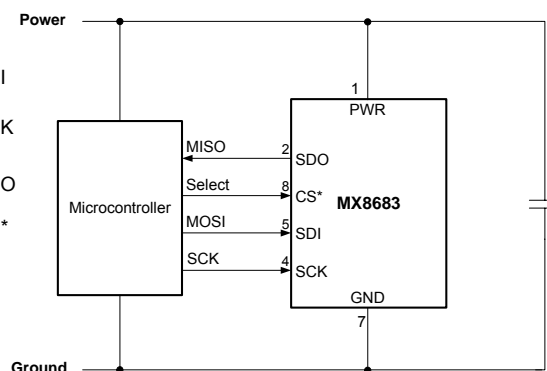 Power
I
1
PWR
K
MISO
2
SDO
O
Select
8
CS*
MX8683
Microcontroller
*
MOSI
5
SDI
SCK
4
SCK
GND
7
Ground